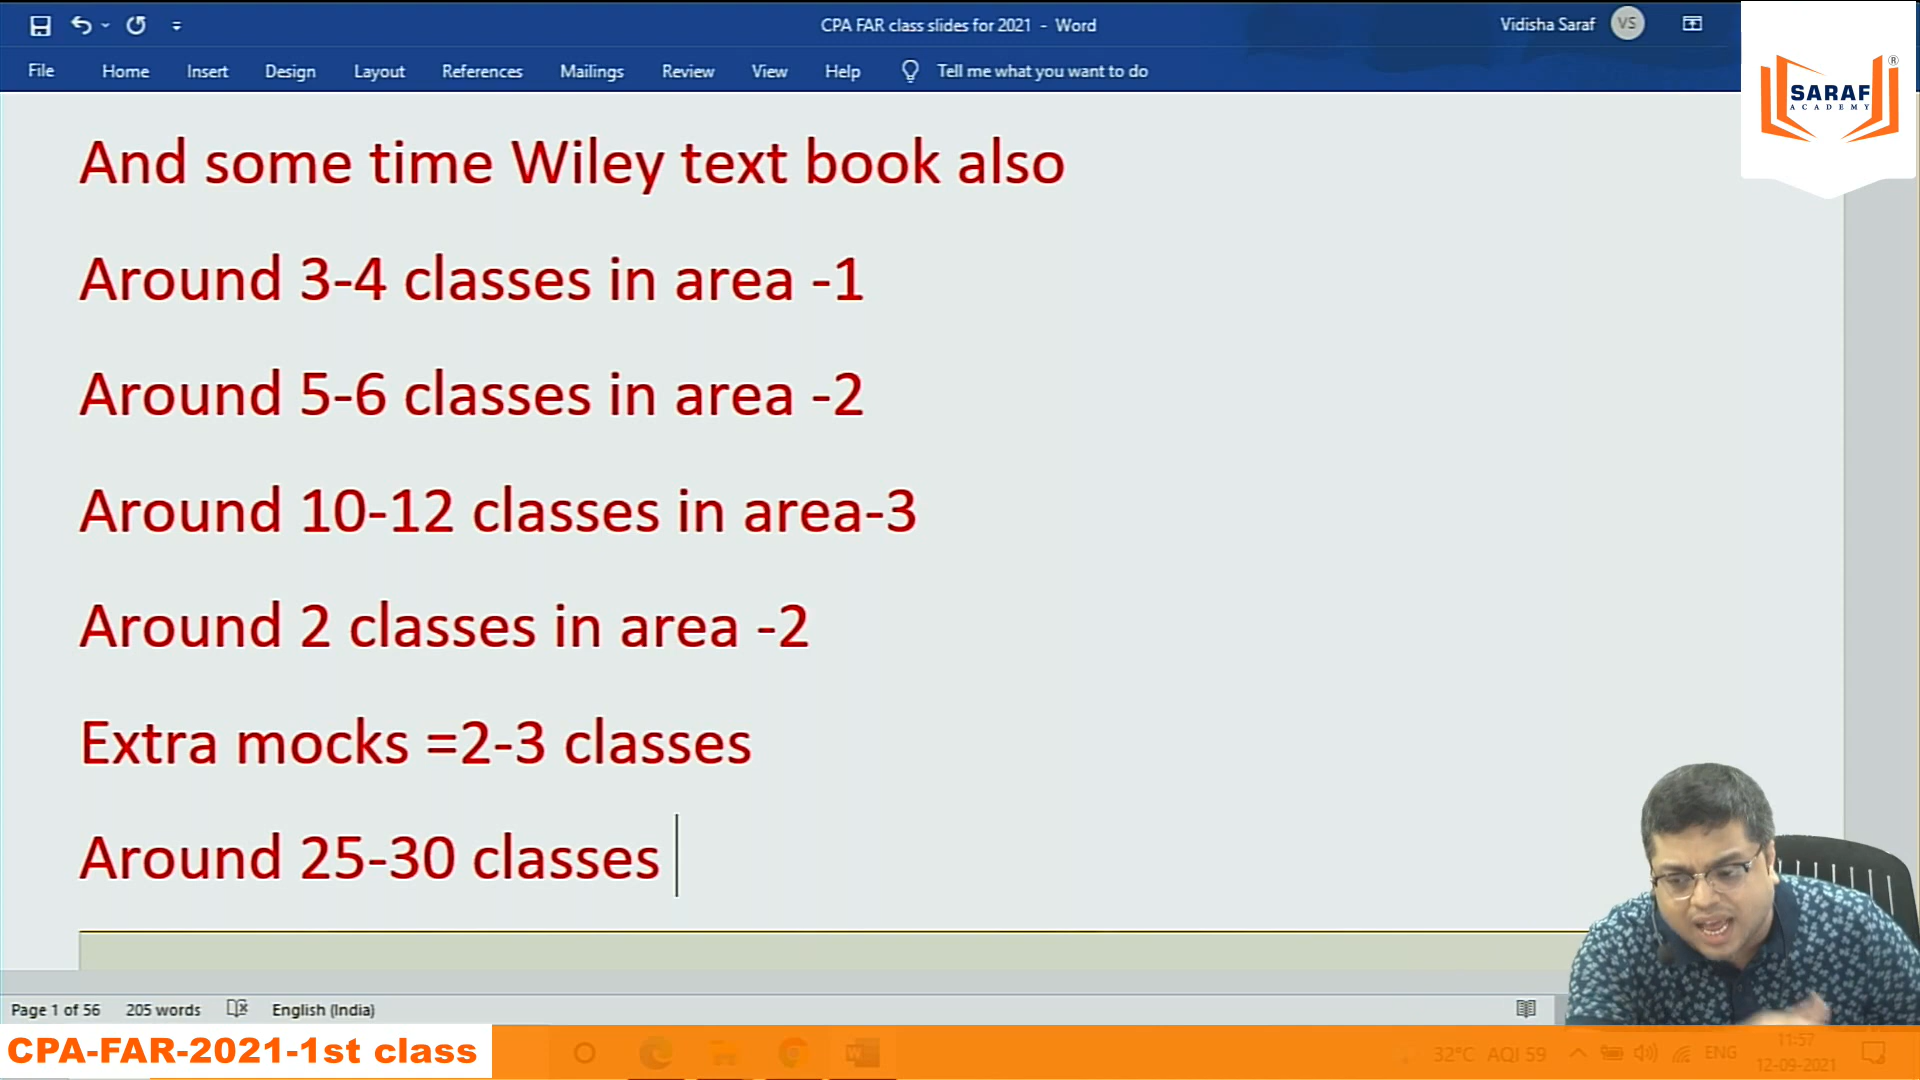 CPA FAR class slides for 2021 - Word
Vidisha Saraf VS
File Home Insert Design Layout References Mailings Review View Help Tell me what you want to do
SARAF
ACADEMY
®
And some time Wiley text book also
Around 3-4 classes in area -1
Around 5-6 classes in area -2
Around 10-12 classes in area-3
Around 2 classes in area -2
Extra mocks =2-3 classes
Around 25-30 classes
Page 1 of 56 205 words English (India)
CPA-FAR-2021-1st class
32°C AQI 59 ENG
11:57
12-09-2021